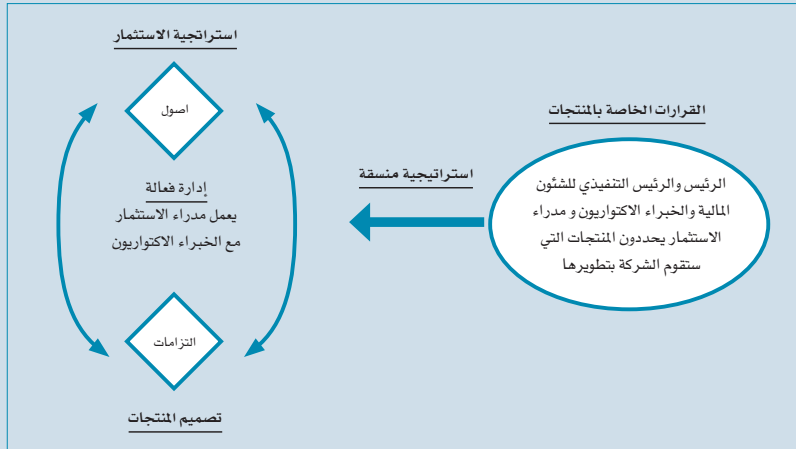 القرارات الخاصة بالمنتجات
الرئيس والرئيس التنفيذي للشئون
المالية والخبراء الاكتواريون و مدراء
الاستثمار يحددون المنتجات التي
ستقوم الشركة بتطويرها
استراتيجية منسقة
استراتجية الاستثمار
اصول
إدارة فعالة
يعمل مدراء الاستثمار
مع الخبراء الاكتواريون
التزامات
تصميم المنتجات